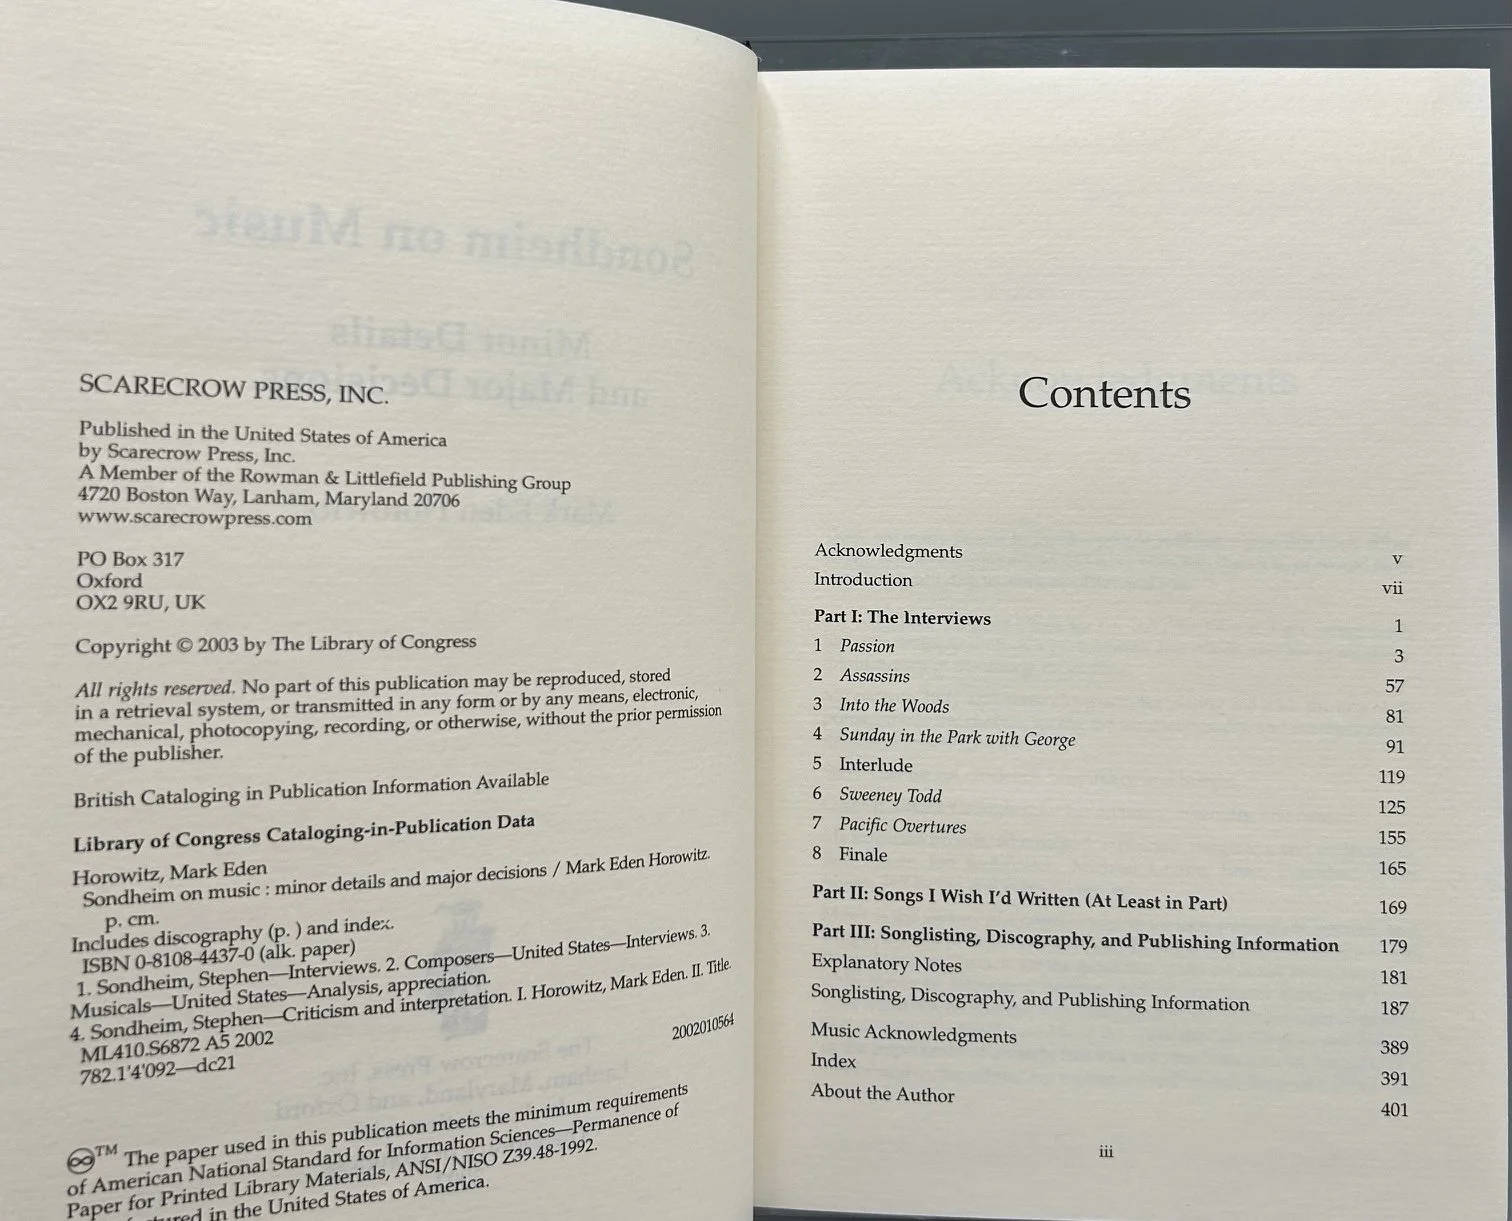 SCARECROW PRESS, INC.
Published in the United States of America
by Scarecrow Press, Inc.
A Member of the Rowman & Littlefield Publishing Group
4720 Boston Way, Lanham, Maryland 20706
www.scarecrowpress.com
PO Box 317
Oxford
OX2 9RU, UK
Copyright © 2003 by The Library of Congress
All rights reserved. No part of this publication may be reproduced, stored
in a retrieval system, or transmitted in any form or by any means, electronic,
mechanical, photocopying, recording, or otherwise, without the prior permission
of the publisher.
British Cataloging in Publication Information Available
Library of Congress Cataloging-in-Publication Data
Horowitz, Mark Eden
Sondheim on music : minor details and major decisions / Mark Eden Horowitz.
p. cm.
Includes discography (p. ) and index.
ISBN 0-8108-4437-0 (alk. paper)
1. Sondheim, Stephen—Interviews. 2. Composers—United States—Interviews. 3.
Musicals—United States—Analysis, appreciation.
4. Sondheim, Stephen—Criticism and interpretation. I. Horowitz, Mark Eden. II. Title.
ML410.S6872 A5 2002
782.1'4'092—dc21
2002010564
♾™ The paper used in this publication meets the minimum requirements
of American National Standard for Information Sciences—Permanence of
Paper for Printed Library Materials, ANSI/NISO Z39.48-1992.
in the United States of America.
Contents
Acknowledgments v
Introduction vii
Part I: The Interviews 1
1 Passion 3
2 Assassins 57
3 Into the Woods 81
4 Sunday in the Park with George 91
5 Interlude 119
6 Sweeney Todd 125
7 Pacific Overtures 155
8 Finale 165
Part II: Songs I Wish I'd Written (At Least in Part) 169
Part III: Songlisting, Discography, and Publishing Information 179
Explanatory Notes 181
Songlisting, Discography, and Publishing Information 187
Music Acknowledgments 389
Index 391
About the Author 401
iii